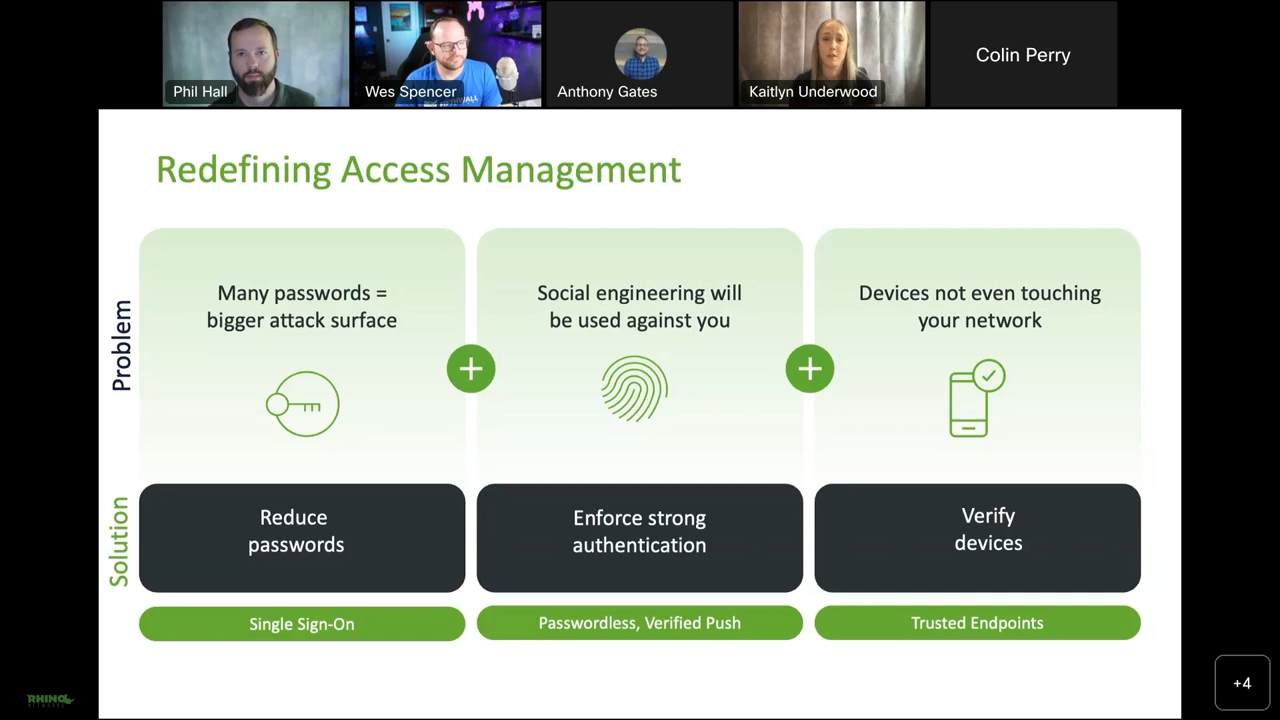 Phil Hall
Wes Spencer
Anthony Gates
Kaitlyn Underwood
Colin Perry
Redefining Access Management
Problem
Many passwords =
bigger attack surface
Social engineering will
be used against you
Devices not even touching
your network
Solution
Reduce
passwords
Enforce strong
authentication
Verify
devices
Single Sign-On
Passwordless, Verified Push
Trusted Endpoints
RHINO
NETWORKS
+4